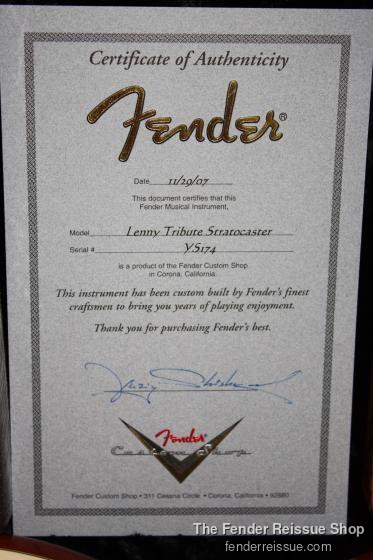 Certificate of Authenticity
Fender®
Date 11/29/07
This document certifies that this
Fender Musical Instrument,
Model Lenny Tribute Stratocaster
Serial # YS174
is a product of the Fender Custom Shop
in Corona, California.
This instrument has been custom built by Fender's finest
craftsmen to bring you years of playing enjoyment.
Thank you for purchasing Fender's best.
Fender
Custom Shop
Fender Custom Shop • 311 Cessna Circle • Corona, California • 92880
The Fender Reissue Shop
fenderreissue.com